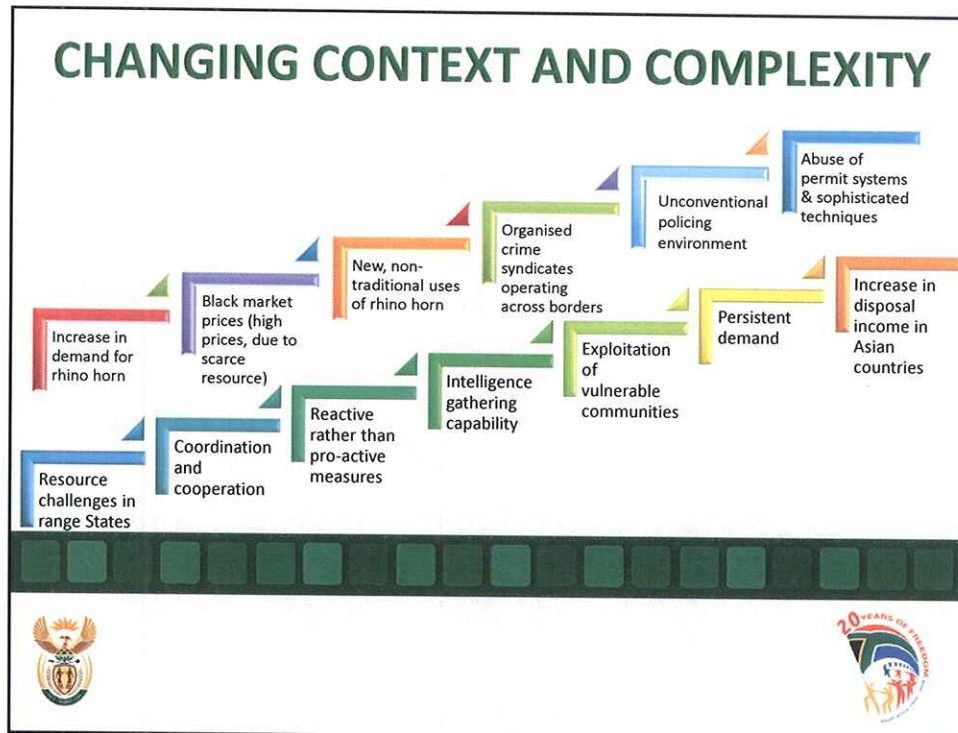 CHANGING CONTEXT AND COMPLEXITY
Increase in
demand for
rhino horn
Black market
prices (high
prices, due to
scarce
resource)
New, non-
traditional uses
of rhino horn
Organised
crime
syndicates
operating
across borders
Unconventional
policing
environment
Abuse of
permit systems
& sophisticated
techniques
Resource
challenges in
range States
Coordination
and
cooperation
Reactive
rather than
pro-active
measures
Intelligence
gathering
capability
Exploitation
of
vulnerable
communities
Persistent
demand
Increase in
disposal
income in
Asian
countries
20 YEARS OF FREEDOM